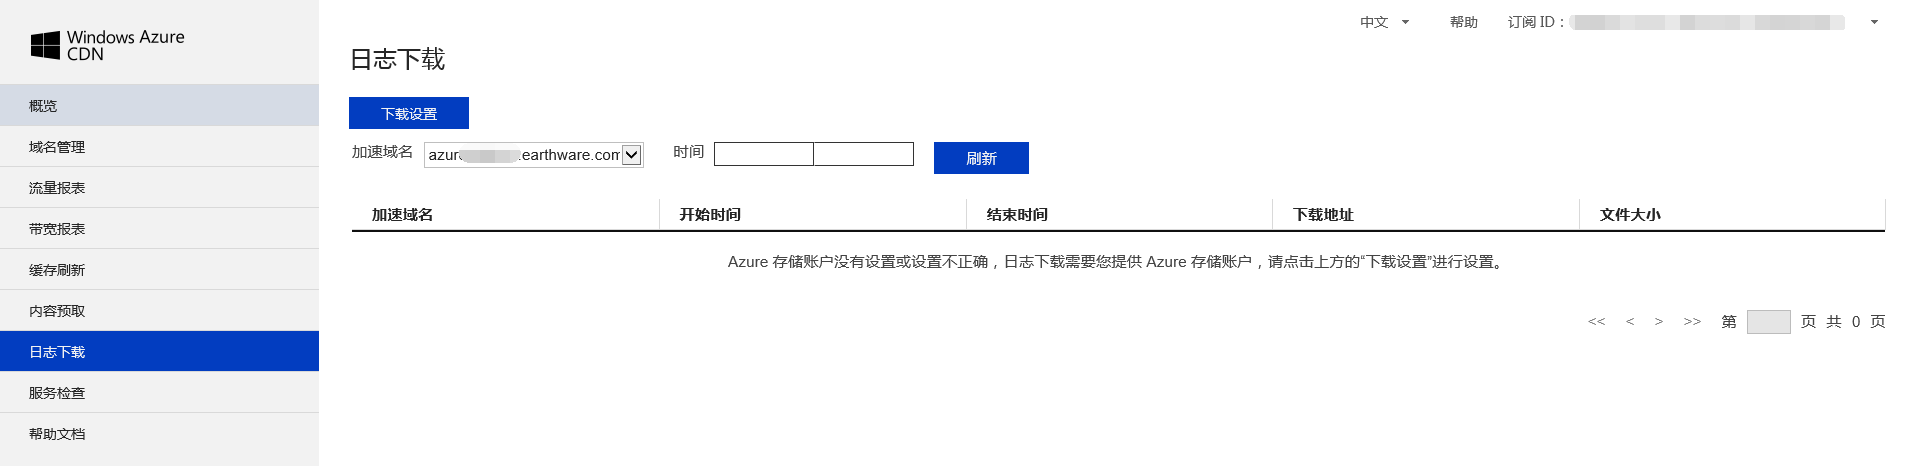 Windows Azure
CDN
概览
域名管理
流量报表
带宽报表
缓存刷新
内容预取
日志下载
服务检查
帮助文档
中文 帮助 订阅 ID：
日志下载
下载设置
加速域名 azur .earthware.com 时间 刷新
加速域名 开始时间 结束时间 下载地址 文件大小
Azure 存储账户没有设置或设置不正确，日志下载需要您提供 Azure 存储账户，请点击上方的“下载设置”进行设置。
<< < > >> 第 页 共 0 页